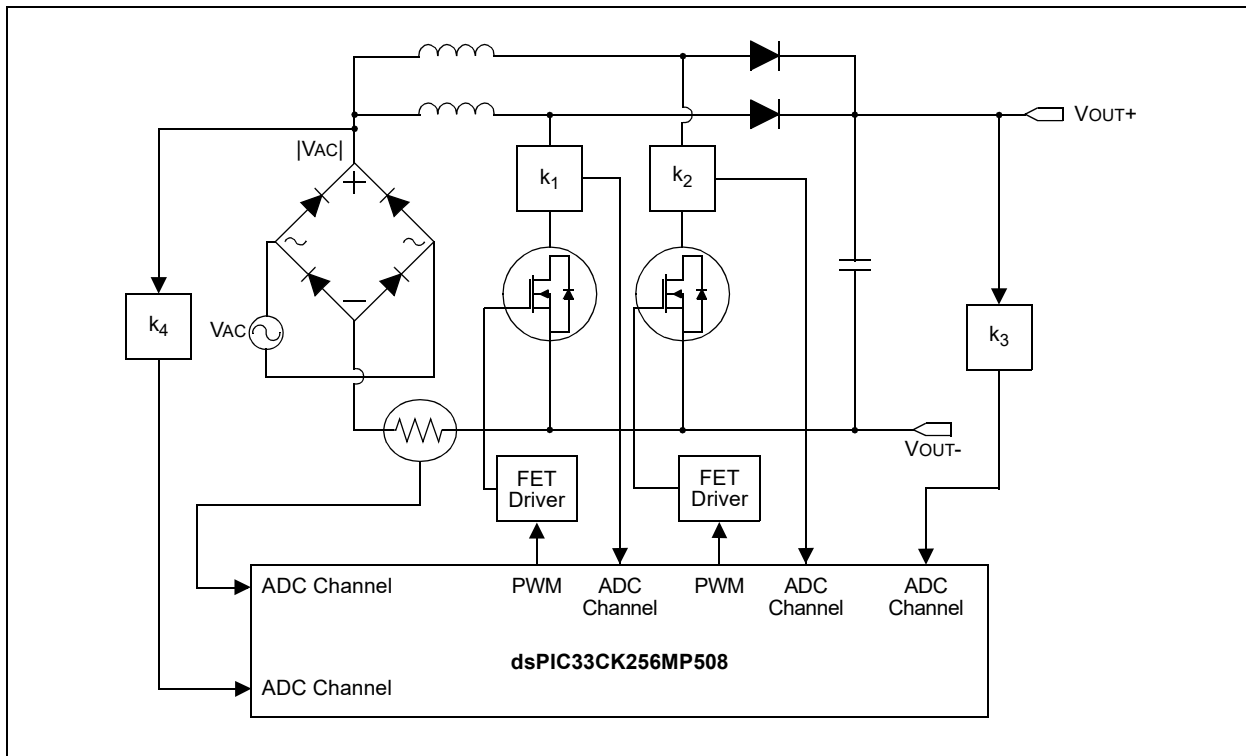 VOUT+
|VAC|
k1
k2
k4
VAC
k3
VOUT-
FET
Driver
FET
Driver
ADC Channel
PWM
ADC
Channel
PWM
ADC
Channel
ADC
Channel
dsPIC33CK256MP508
ADC Channel